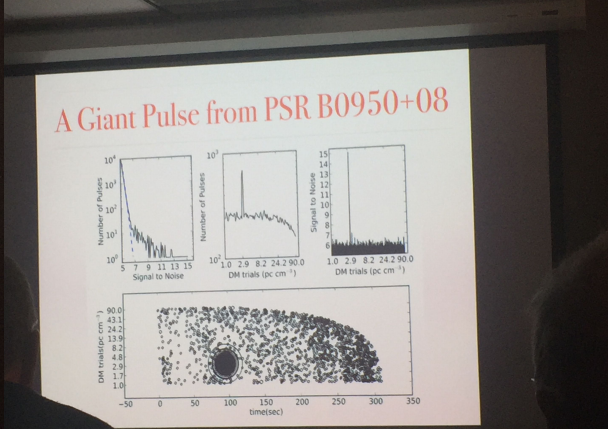 A Giant Pulse from PSR B0950+08
Number of Pulses
10⁴
10³
10²
10¹
10⁰
5 7 9 11 13 15
Signal to Noise
Number of Pulses
10³
10²
1.0 2.9 8.2 24.2 90.0
DM trials (pc cm⁻³)
Signal to Noise
15
14
13
12
11
10
9
8
7
6
1.0 2.9 8.2 24.2 90.0
DM trials (pc cm⁻³)
DM trials(pc cm⁻³)
90.0
43.1
24.2
13.9
8.2
4.8
2.9
1.7
1.0
−50 0 50 100 150 200 250 300 350
time(sec)